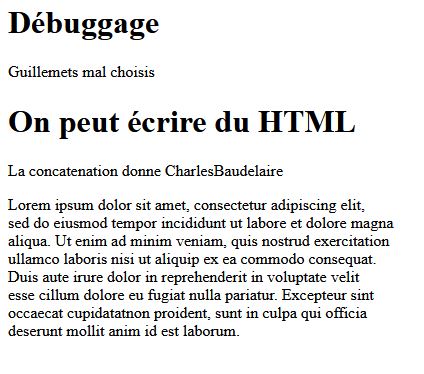 Débuggage
Guillemets mal choisis
On peut écrire du HTML
La concatenation donne CharlesBaudelaire
Lorem ipsum dolor sit amet, consectetur adipiscing elit,
sed do eiusmod tempor incididunt ut labore et dolore magna
aliqua. Ut enim ad minim veniam, quis nostrud exercitation
ullamco laboris nisi ut aliquip ex ea commodo consequat.
Duis aute irure dolor in reprehenderit in voluptate velit
esse cillum dolore eu fugiat nulla pariatur. Excepteur sint
occaecat cupidatatnon proident, sunt in culpa qui officia
deserunt mollit anim id est laborum.